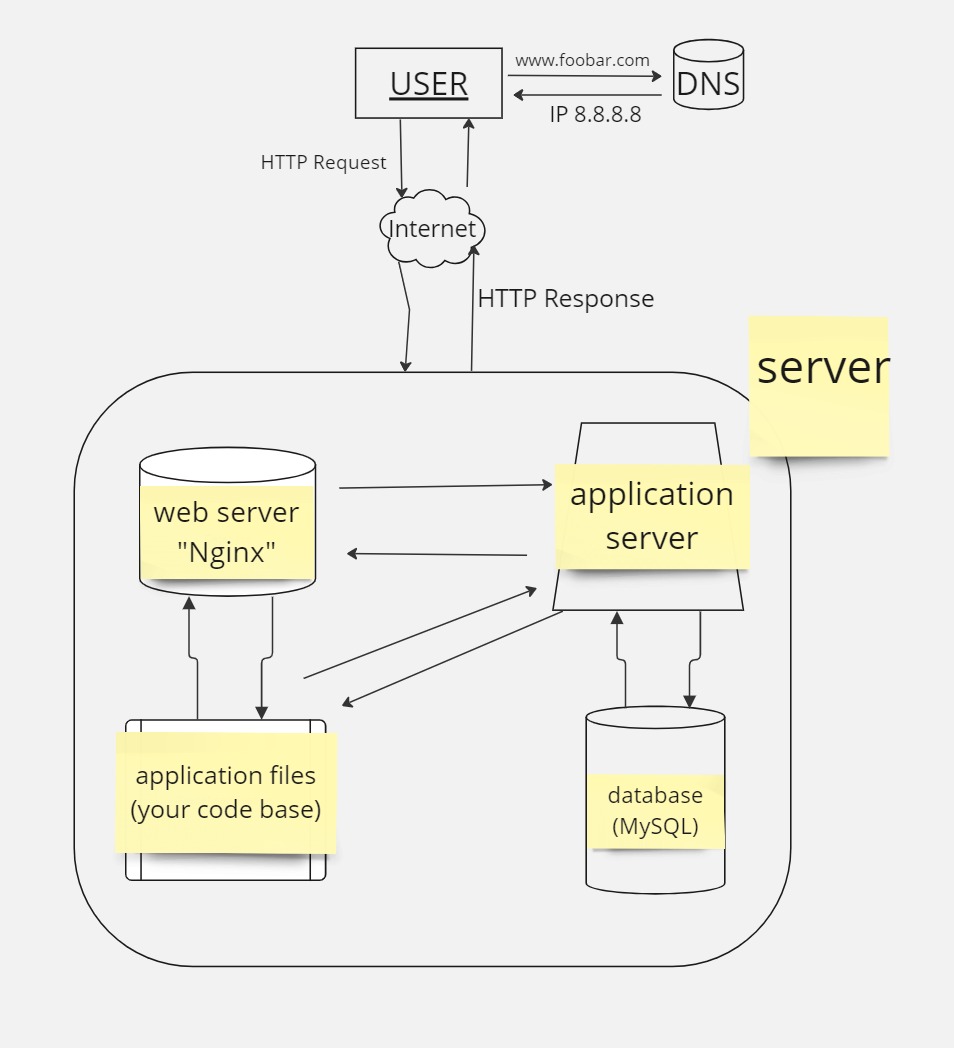 www.foobar.com
USER
DNS
IP 8.8.8.8
HTTP Request
Internet
HTTP Response
server
web server
"Nginx"
application
server
application files
(your code base)
database
(MySQL)